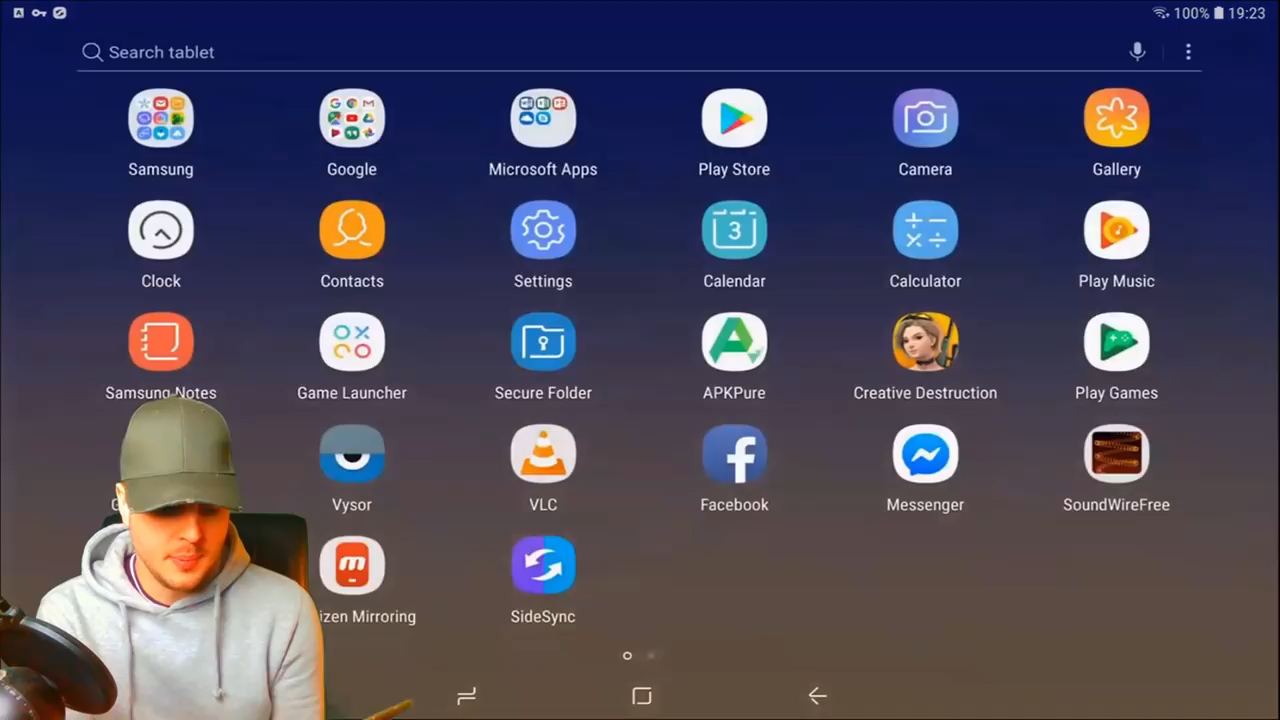 100% 19:23
Search tablet
Samsung Google Microsoft Apps Play Store Camera Gallery
3
Clock Contacts Settings Calendar Calculator Play Music
Samsung Notes Game Launcher Secure Folder APKPure Creative Destruction Play Games
Vysor VLC Facebook Messenger SoundWireFree
izen Mirroring SideSync